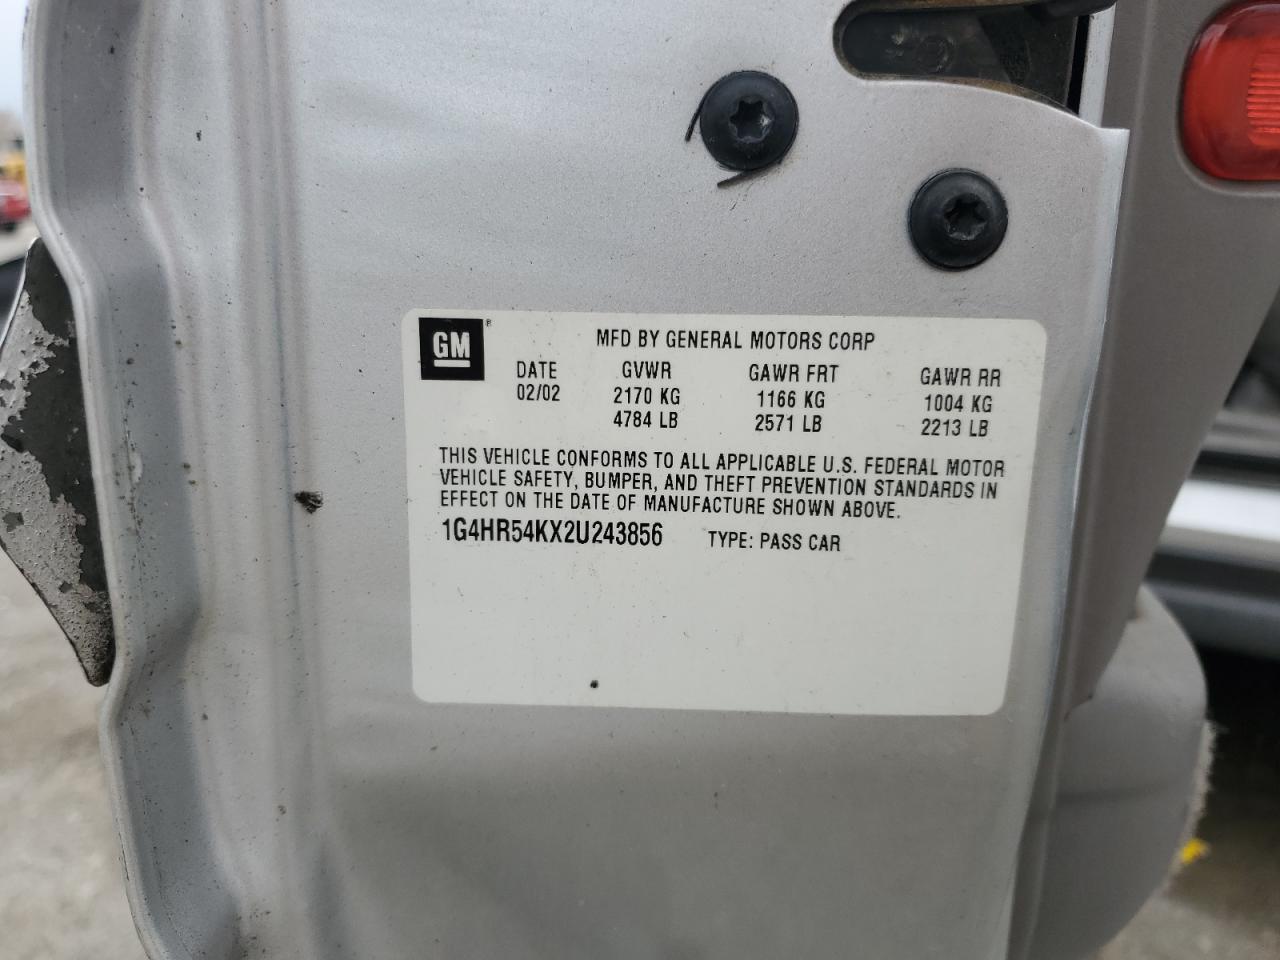 GM ®
MFD BY GENERAL MOTORS CORP
DATE GVWR GAWR FRT GAWR RR
02/02 2170 KG 1166 KG 1004 KG
4784 LB 2571 LB 2213 LB
THIS VEHICLE CONFORMS TO ALL APPLICABLE U.S. FEDERAL MOTOR
VEHICLE SAFETY, BUMPER, AND THEFT PREVENTION STANDARDS IN
EFFECT ON THE DATE OF MANUFACTURE SHOWN ABOVE.
1G4HR54KX2U243856 TYPE: PASS CAR